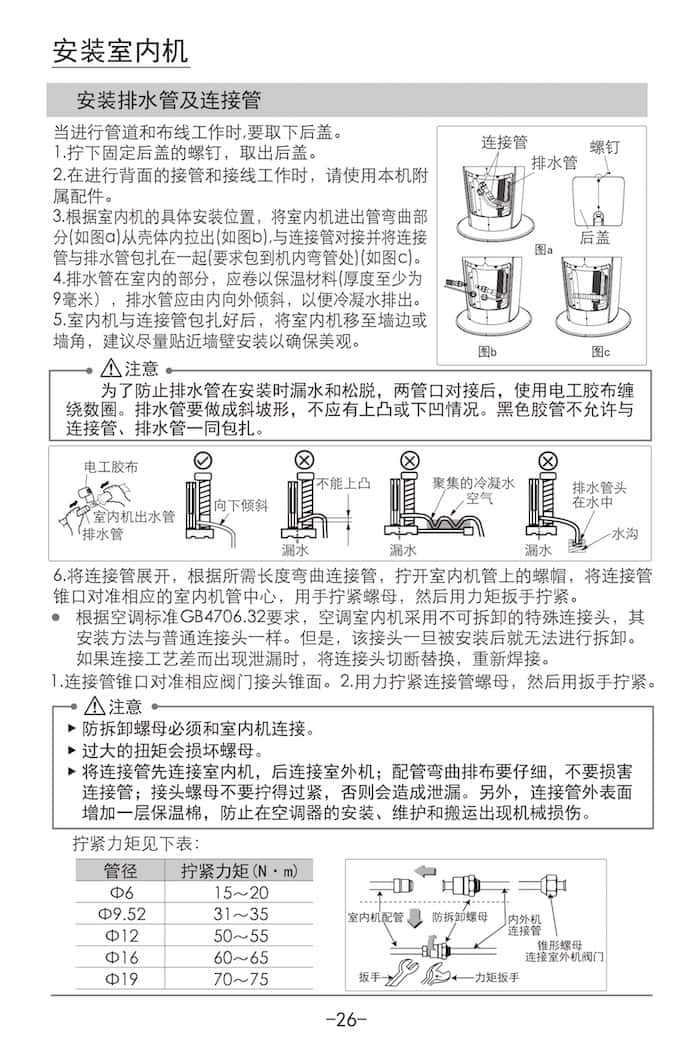 安装室内机
安装排水管及连接管
当进行管道和布线工作时,要取下后盖。
1.拧下固定后盖的螺钉，取出后盖。
2.在进行背面的接管和接线工作时，请使用本机附
属配件。
3.根据室内机的具体安装位置，将室内机进出管弯曲部
分(如图a)从壳体内拉出(如图b),与连接管对接并将连接
管与排水管包扎在一起(要求包到机内弯管处)(如图c)。
4.排水管在室内的部分，应卷以保温材料(厚度至少为
9毫米），排水管应由内向外倾斜，以便冷凝水排出。
5.室内机与连接管包扎好后，将室内机移至墙边或
墙角，建议尽量贴近墙壁安装以确保美观。
连接管
螺钉
排水管
后盖
图a
图b
图c
注意
为了防止排水管在安装时漏水和松脱，两管口对接后，使用电工胶布缠
绕数圈。排水管要做成斜坡形，不应有上凸或下凹情况。黑色胶管不允许与
连接管、排水管一同包扎。
电工胶布
室内机出水管
排水管
向下倾斜
不能上凸
漏水
聚集的冷凝水
空气
漏水
排水管头
在水中
水沟
漏水
6.将连接管展开，根据所需长度弯曲连接管，拧开室内机管上的螺帽，将连接管
锥口对准相应的室内机管中心，用手拧紧螺母，然后用力矩扳手拧紧。
● 根据空调标准GB4706.32要求，空调室内机采用不可拆卸的特殊连接头，其
安装方法与普通连接头一样。但是，该接头一旦被安装后就无法进行拆卸。
如果连接工艺差而出现泄漏时，将连接头切断替换，重新焊接。
1.连接管锥口对准相应阀门接头锥面。2.用力拧紧连接管螺母，然后用扳手拧紧。
注意
▶ 防拆卸螺母必须和室内机连接。
▶ 过大的扭矩会损坏螺母。
▶ 将连接管先连接室内机，后连接室外机；配管弯曲排布要仔细，不要损害
连接管；接头螺母不要拧得过紧，否则会造成泄漏。另外，连接管外表面
增加一层保温棉，防止在空调器的安装、维护和搬运出现机械损伤。
拧紧力矩见下表：
管径 拧紧力矩(N·m)
Φ6 15～20
Φ9.52 31～35
Φ12 50～55
Φ16 60～65
Φ19 70～75
室内机配管
防拆卸螺母
内外机
连接管
锥形螺母
连接室外机阀门
扳手
力矩扳手
-26-